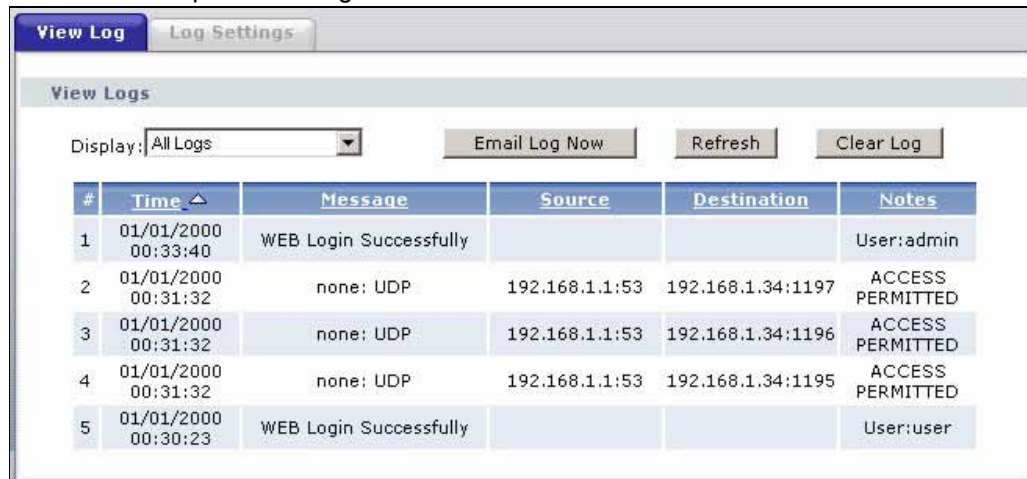 View Log Log Settings
View Logs
Display: All Logs Email Log Now Refresh Clear Log
# Time Message Source Destination Notes
1 01/01/2000 00:33:40 WEB Login Successfully User:admin
2 01/01/2000 00:31:32 none: UDP 192.168.1.1:53 192.168.1.34:1197 ACCESS PERMITTED
3 01/01/2000 00:31:32 none: UDP 192.168.1.1:53 192.168.1.34:1196 ACCESS PERMITTED
4 01/01/2000 00:31:32 none: UDP 192.168.1.1:53 192.168.1.34:1195 ACCESS PERMITTED
5 01/01/2000 00:30:23 WEB Login Successfully User:user